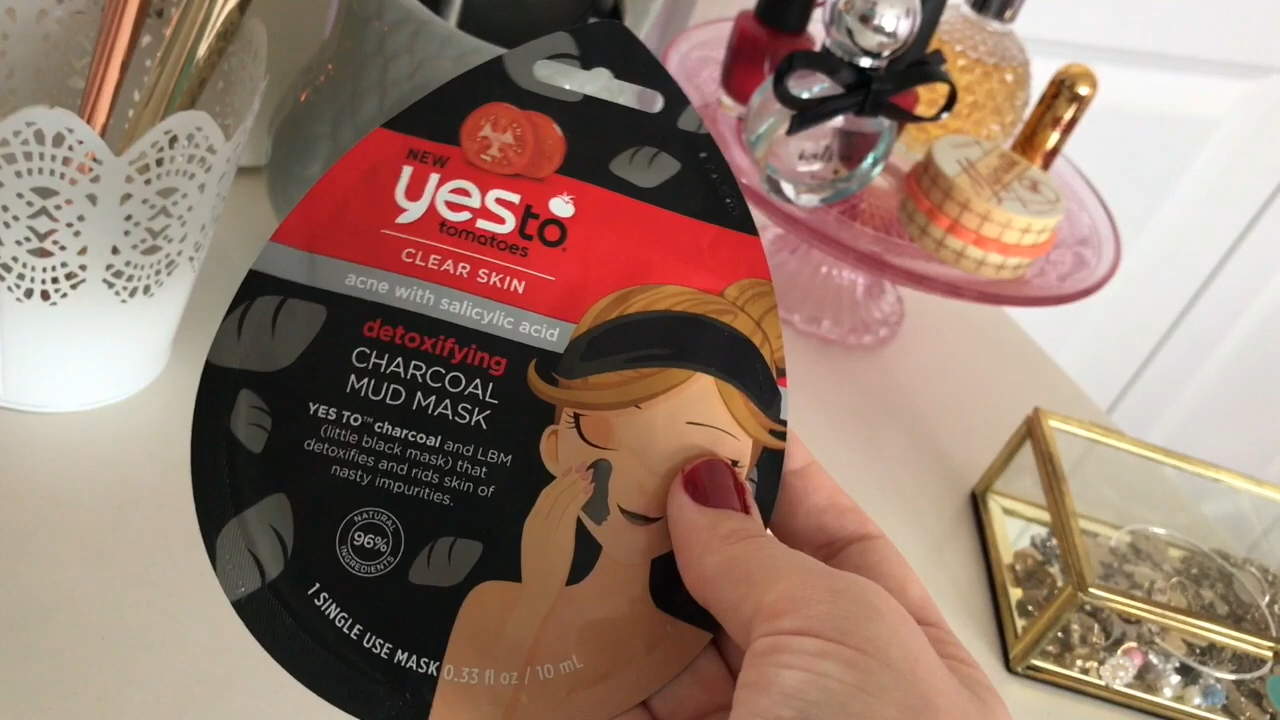 NEW
yes to
tomatoes
CLEAR SKIN
acne with salicylic acid
detoxifying
CHARCOAL
MUD MASK
YES TO™ charcoal and LBM
(little black mask) that
detoxifies and rids skin of
nasty impurities.
NATURAL
96%
INGREDIENTS
1 SINGLE USE MASK 0.33 fl oz / 10 mL